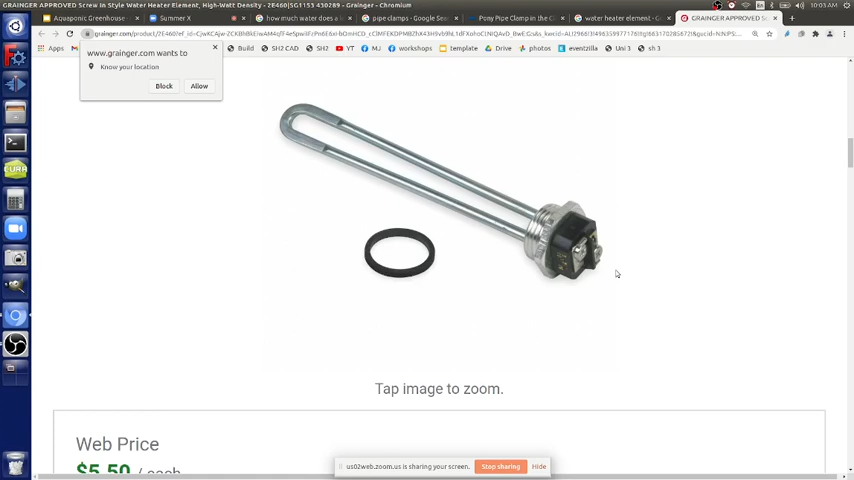 GRAINGER APPROVED Screw in Style Water Heater Element, High-Watt Density - 2E460|SG1153 430289 - Grainger - Chromium
10:03 AM
Aquaponic Greenhouse
Summer X
how much water does a
pipe clamps - Google Sea
Pony Pipe Clamp in the C
water heater element - G
GRAINGER APPROVED S
Apps
Build
SH2 CAD
SH2
YT
MJ
workshops
template
Drive
photos
eventzilla
Uni 3
sh 3
www.grainger.com wants to
Know your location
Block
Allow
CURA
Tap image to zoom.
Web Price
$5.50 / each
us02web.zoom.us is sharing your screen.
Stop sharing
Hide